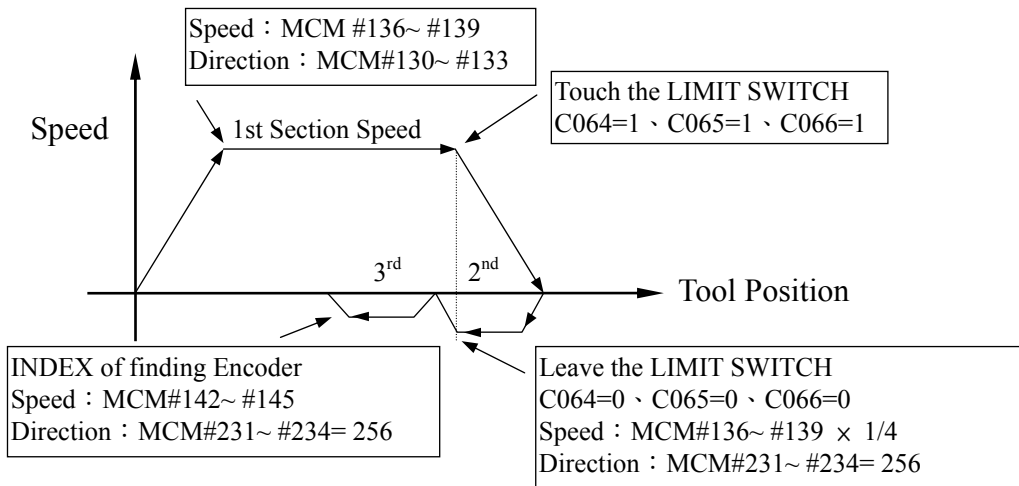 Speed：MCM #136~ #139
Direction：MCM#130~ #133
Touch the LIMIT SWITCH
C064=1、C065=1、C066=1
Speed
1st Section Speed
3rd
2nd
Tool Position
INDEX of finding Encoder
Speed：MCM#142~ #145
Direction：MCM#231~ #234= 256
Leave the LIMIT SWITCH
C064=0、C065=0、C066=0
Speed：MCM#136~ #139 × 1/4
Direction：MCM#231~ #234= 256